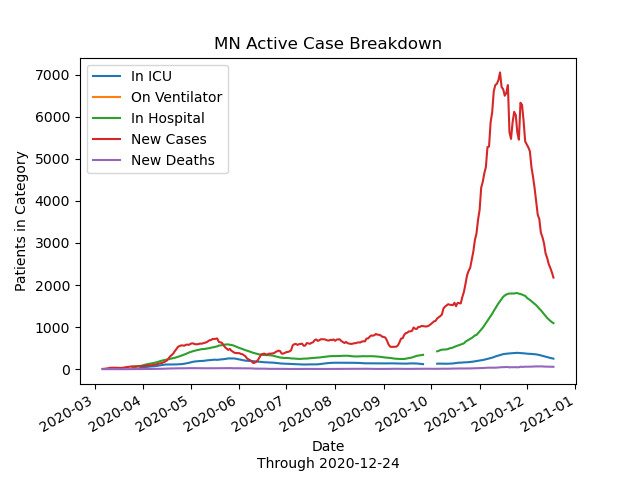 MN Active Case Breakdown
In ICU
On Ventilator
In Hospital
New Cases
New Deaths
Patients in Category
7000
6000
5000
4000
3000
2000
1000
0
2020-03
2020-04
2020-05
2020-06
2020-07
2020-08
2020-09
2020-10
2020-11
2020-12
2021-01
Date
Through 2020-12-24